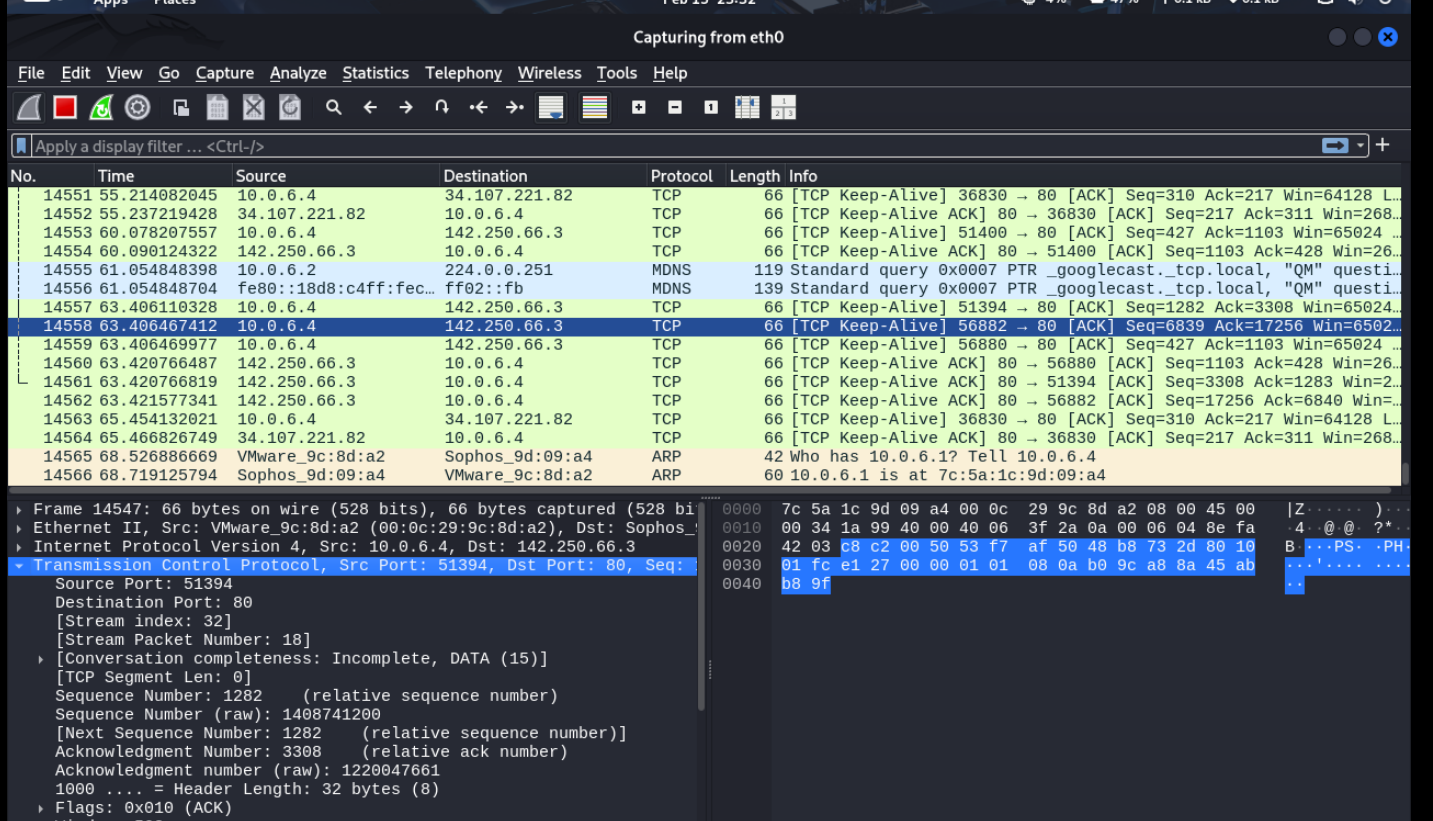 Apps Places Feb 15 23:52 4% 47% 0.1 kB 0.1 kB
Capturing from eth0
File Edit View Go Capture Analyze Statistics Telephony Wireless Tools Help
Apply a display filter … <Ctrl-/>
No. Time Source Destination Protocol Length Info
14551 55.214082045 10.0.6.4 34.107.221.82 TCP 66 [TCP Keep-Alive] 36830 → 80 [ACK] Seq=310 Ack=217 Win=64128 L…
14552 55.237219428 34.107.221.82 10.0.6.4 TCP 66 [TCP Keep-Alive ACK] 80 → 36830 [ACK] Seq=217 Ack=311 Win=268…
14553 60.078207557 10.0.6.4 142.250.66.3 TCP 66 [TCP Keep-Alive] 51400 → 80 [ACK] Seq=427 Ack=1103 Win=65024 …
14554 60.090124322 142.250.66.3 10.0.6.4 TCP 66 [TCP Keep-Alive ACK] 80 → 51400 [ACK] Seq=1103 Ack=428 Win=26…
14555 61.054848398 10.0.6.2 224.0.0.251 MDNS 119 Standard query 0x0007 PTR _googlecast._tcp.local, "QM" questi…
14556 61.054848704 fe80::18d8:c4ff:fec… ff02::fb MDNS 139 Standard query 0x0007 PTR _googlecast._tcp.local, "QM" questi…
14557 63.406110328 10.0.6.4 142.250.66.3 TCP 66 [TCP Keep-Alive] 51394 → 80 [ACK] Seq=1282 Ack=3308 Win=65024…
14558 63.406467412 10.0.6.4 142.250.66.3 TCP 66 [TCP Keep-Alive] 56882 → 80 [ACK] Seq=6839 Ack=17256 Win=6502…
14559 63.406469977 10.0.6.4 142.250.66.3 TCP 66 [TCP Keep-Alive] 56880 → 80 [ACK] Seq=427 Ack=1103 Win=65024 …
14560 63.420766487 142.250.66.3 10.0.6.4 TCP 66 [TCP Keep-Alive ACK] 80 → 56880 [ACK] Seq=1103 Ack=428 Win=26…
14561 63.420766819 142.250.66.3 10.0.6.4 TCP 66 [TCP Keep-Alive ACK] 80 → 51394 [ACK] Seq=3308 Ack=1283 Win=2…
14562 63.421577341 142.250.66.3 10.0.6.4 TCP 66 [TCP Keep-Alive ACK] 80 → 56882 [ACK] Seq=17256 Ack=6840 Win=…
14563 65.454132021 10.0.6.4 34.107.221.82 TCP 66 [TCP Keep-Alive] 36830 → 80 [ACK] Seq=310 Ack=217 Win=64128 L…
14564 65.466826749 34.107.221.82 10.0.6.4 TCP 66 [TCP Keep-Alive ACK] 80 → 36830 [ACK] Seq=217 Ack=311 Win=268…
14565 68.526886669 VMware_9c:8d:a2 Sophos_9d:09:a4 ARP 42 Who has 10.0.6.1? Tell 10.0.6.4
14566 68.719125794 Sophos_9d:09:a4 VMware_9c:8d:a2 ARP 60 10.0.6.1 is at 7c:5a:1c:9d:09:a4
Frame 14547: 66 bytes on wire (528 bits), 66 bytes captured (528 bi
Ethernet II, Src: VMware_9c:8d:a2 (00:0c:29:9c:8d:a2), Dst: Sophos_
Internet Protocol Version 4, Src: 10.0.6.4, Dst: 142.250.66.3
Transmission Control Protocol, Src Port: 51394, Dst Port: 80, Seq:
Source Port: 51394
Destination Port: 80
[Stream index: 32]
[Stream Packet Number: 18]
[Conversation completeness: Incomplete, DATA (15)]
[TCP Segment Len: 0]
Sequence Number: 1282 (relative sequence number)
Sequence Number (raw): 1408741200
[Next Sequence Number: 1282 (relative sequence number)]
Acknowledgment Number: 3308 (relative ack number)
Acknowledgment number (raw): 1220047661
1000 .... = Header Length: 32 bytes (8)
Flags: 0x010 (ACK)
0000 7c 5a 1c 9d 09 a4 00 0c 29 9c 8d a2 08 00 45 00 |Z······ )·····E·
0010 00 34 1a 99 40 00 40 06 3f 2a 0a 00 06 04 8e fa ·4··@·@· ?*······
0020 42 03 c8 c2 00 50 53 f7 af 50 48 b8 73 2d 80 10 B····PS· ·PH·s-··
0030 01 fc e1 27 00 00 01 01 08 0a b0 9c a8 8a 45 ab ···'···· ······E·
0040 b8 9f ··